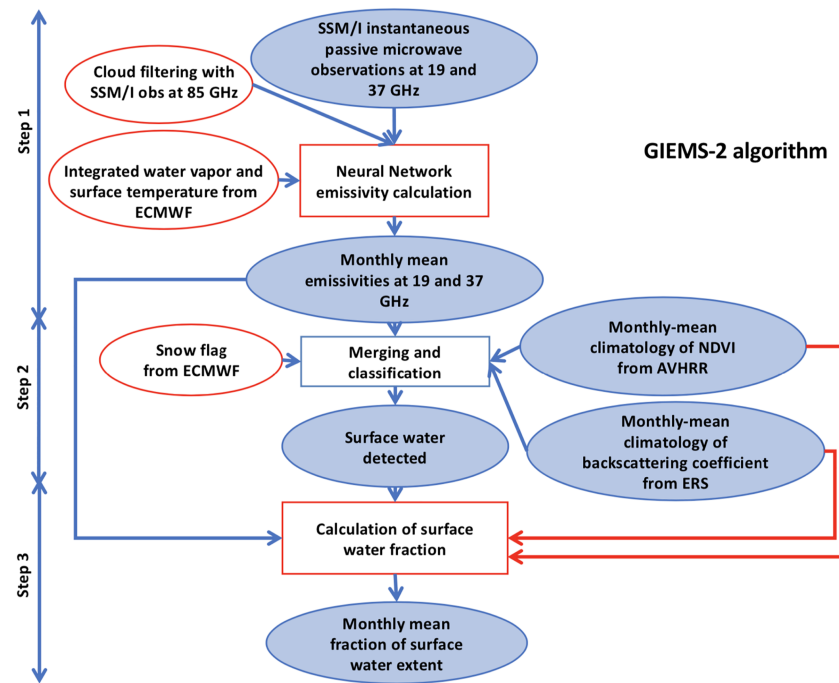 SSM/I instantaneous
passive microwave
observations at 19 and
37 GHz
Cloud filtering with
SSM/I obs at 85 GHz
Step 1
GIEMS-2 algorithm
Neural Network
emissivity calculation
Integrated water vapor and
surface temperature from
ECMWF
Monthly mean
emissivities at 19 and 37
GHz
Step 2
Snow flag
from ECMWF
Merging and
classification
Monthly-mean
climatology of NDVI
from AVHRR
Surface water
detected
Monthly-mean
climatology of
backscattering coefficient
from ERS
Step 3
Calculation of surface
water fraction
Monthly mean
fraction of surface
water extent